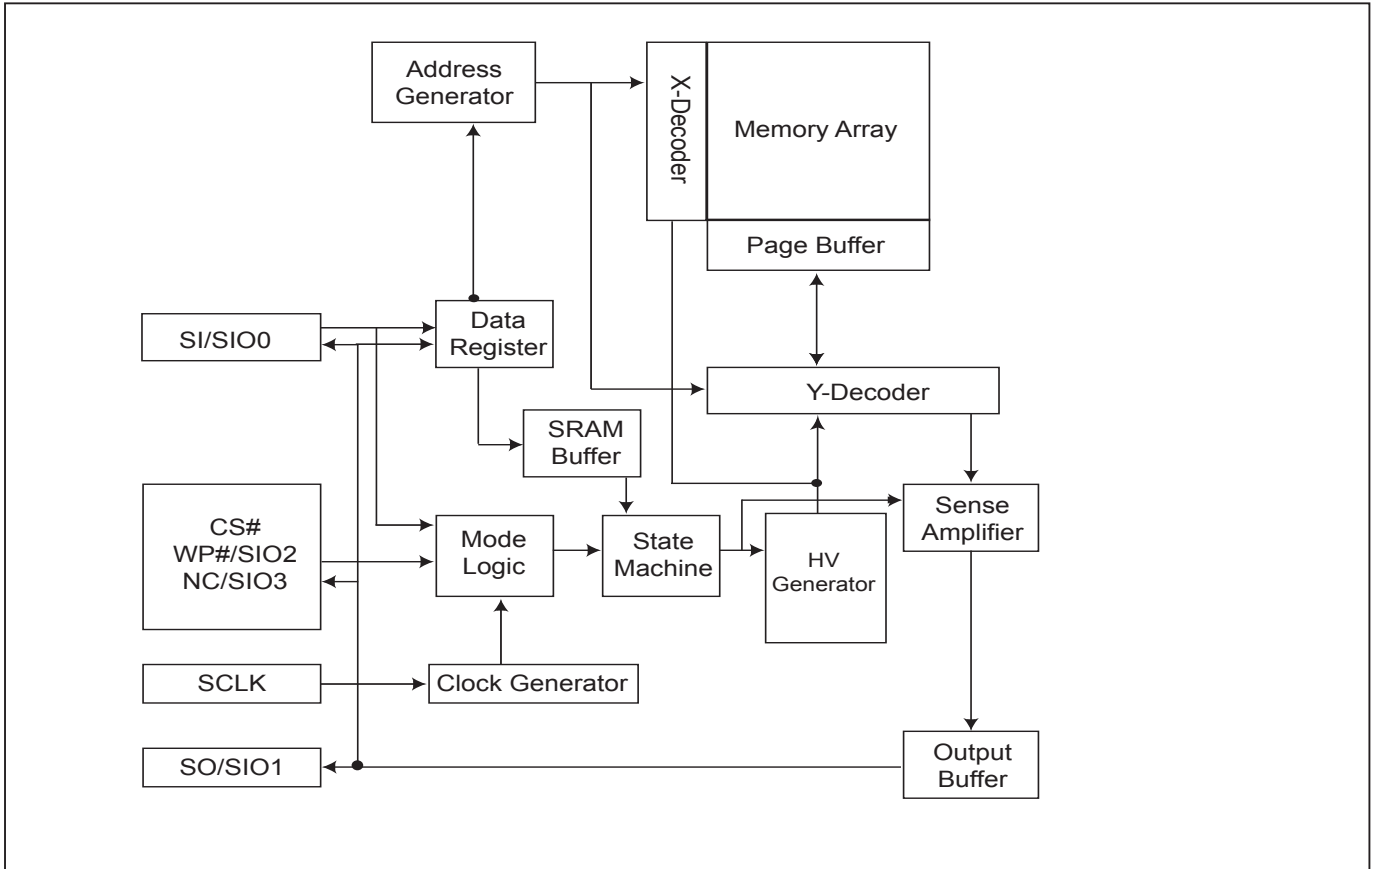 Address
Generator
X-Decoder
Memory Array
Page Buffer
SI/SIO0
Data
Register
Y-Decoder
SRAM
Buffer
CS#
WP#/SIO2
NC/SIO3
Mode
Logic
State
Machine
HV
Generator
Sense
Amplifier
SCLK
Clock Generator
SO/SIO1
Output
Buffer